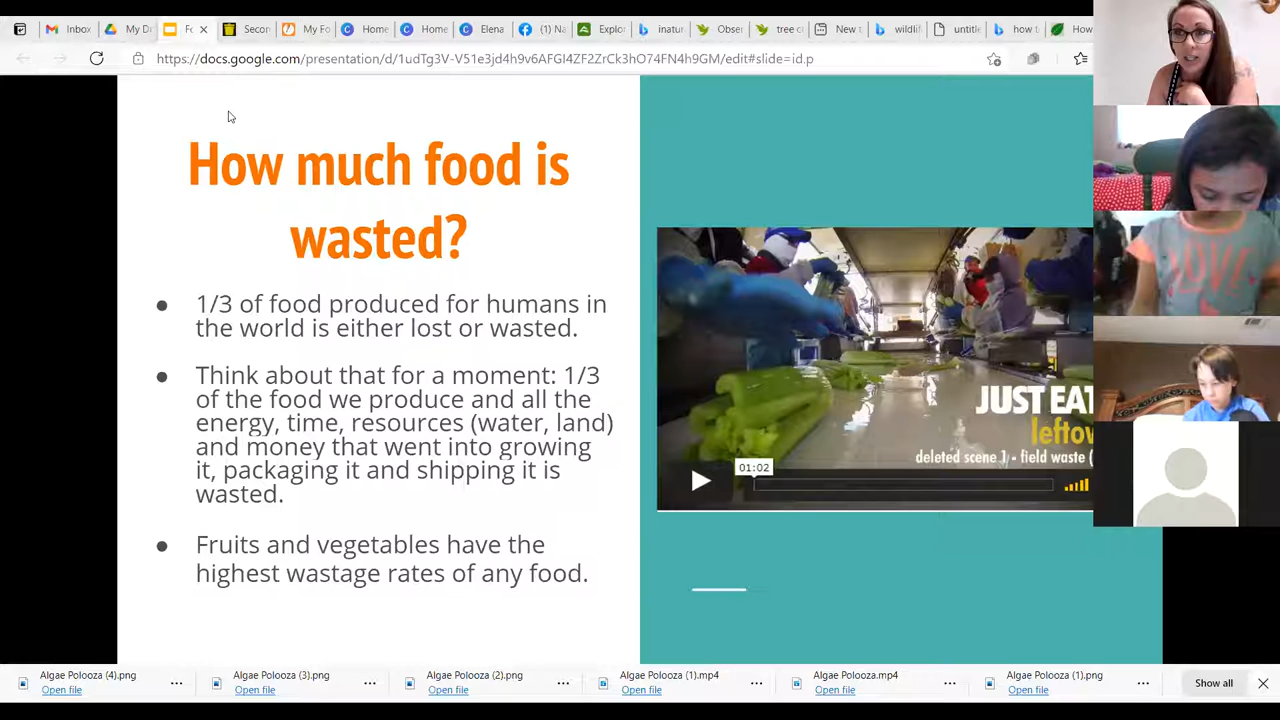 Inbox
My Dr
Fe
Secon
My Fo
Home
Home
Elena
(1) Na
Explor
inatur
Obser
tree c
New t
wildli
untitle
how t
How
https://docs.google.com/presentation/d/1udTg3V-V51e3jd4h9v6AFGI4ZF2ZrCk3hO74FN4h9GM/edit#slide=id.p
How much food is
wasted?
● 1/3 of food produced for humans in
the world is either lost or wasted.
● Think about that for a moment: 1/3
of the food we produce and all the
energy, time, resources (water, land)
and money that went into growing
it, packaging it and shipping it is
wasted.
● Fruits and vegetables have the
highest wastage rates of any food.
JUST EAT
leftov
deleted scene 1 - field waste (
01:02
LOVE
Algae Polooza (4).png
Open file
Algae Polooza (3).png
Open file
Algae Polooza (2).png
Open file
Algae Polooza (1).mp4
Open file
Algae Polooza.mp4
Open file
Algae Polooza (1).png
Open file
Show all